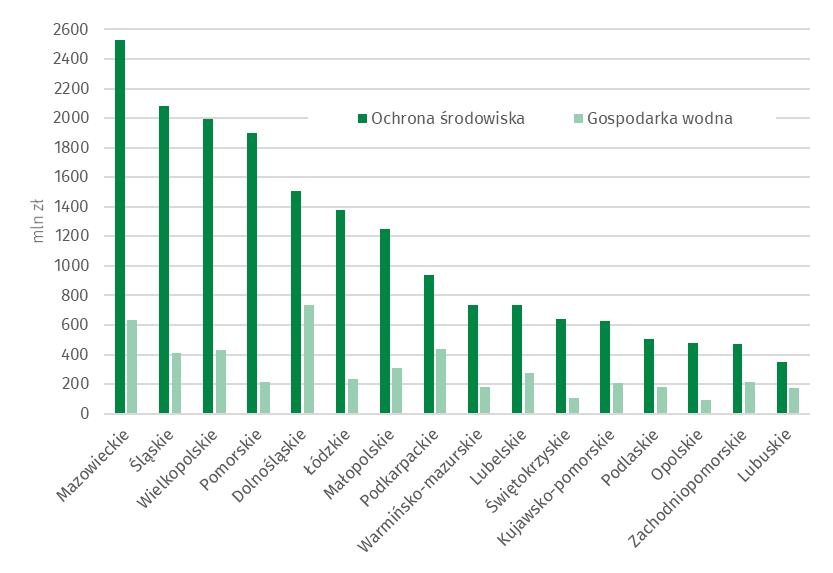 2600
2400
2200
2000
1800
1600
1400
1200
1000
800
600
400
200
0
mln zł
Ochrona środowiska
Gospodarka wodna
Mazowieckie
Śląskie
Wielkopolskie
Pomorskie
Dolnośląskie
Łódzkie
Małopolskie
Podkarpackie
Warmińsko-mazurskie
Lubelskie
Świętokrzyskie
Kujawsko-pomorskie
Podlaskie
Opolskie
Zachodniopomorskie
Lubuskie